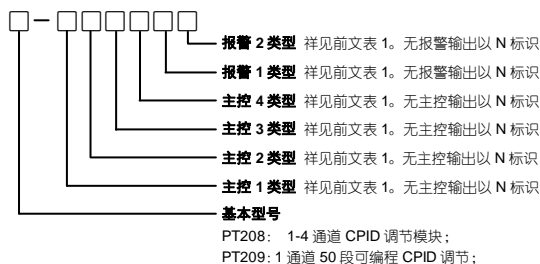 报警 2 类型 祥见前文表 1。无报警输出以 N 标识
报警 1 类型 祥见前文表 1。无报警输出以 N 标识
主控 4 类型 祥见前文表 1。无主控输出以 N 标识
主控 3 类型 祥见前文表 1。无主控输出以 N 标识
主控 2 类型 祥见前文表 1。无主控输出以 N 标识
主控 1 类型 祥见前文表 1。无主控输出以 N 标识
基本型号
PT208： 1-4 通道 CPID 调节模块；
PT209：1 通道 50 段可编程 CPID 调节；